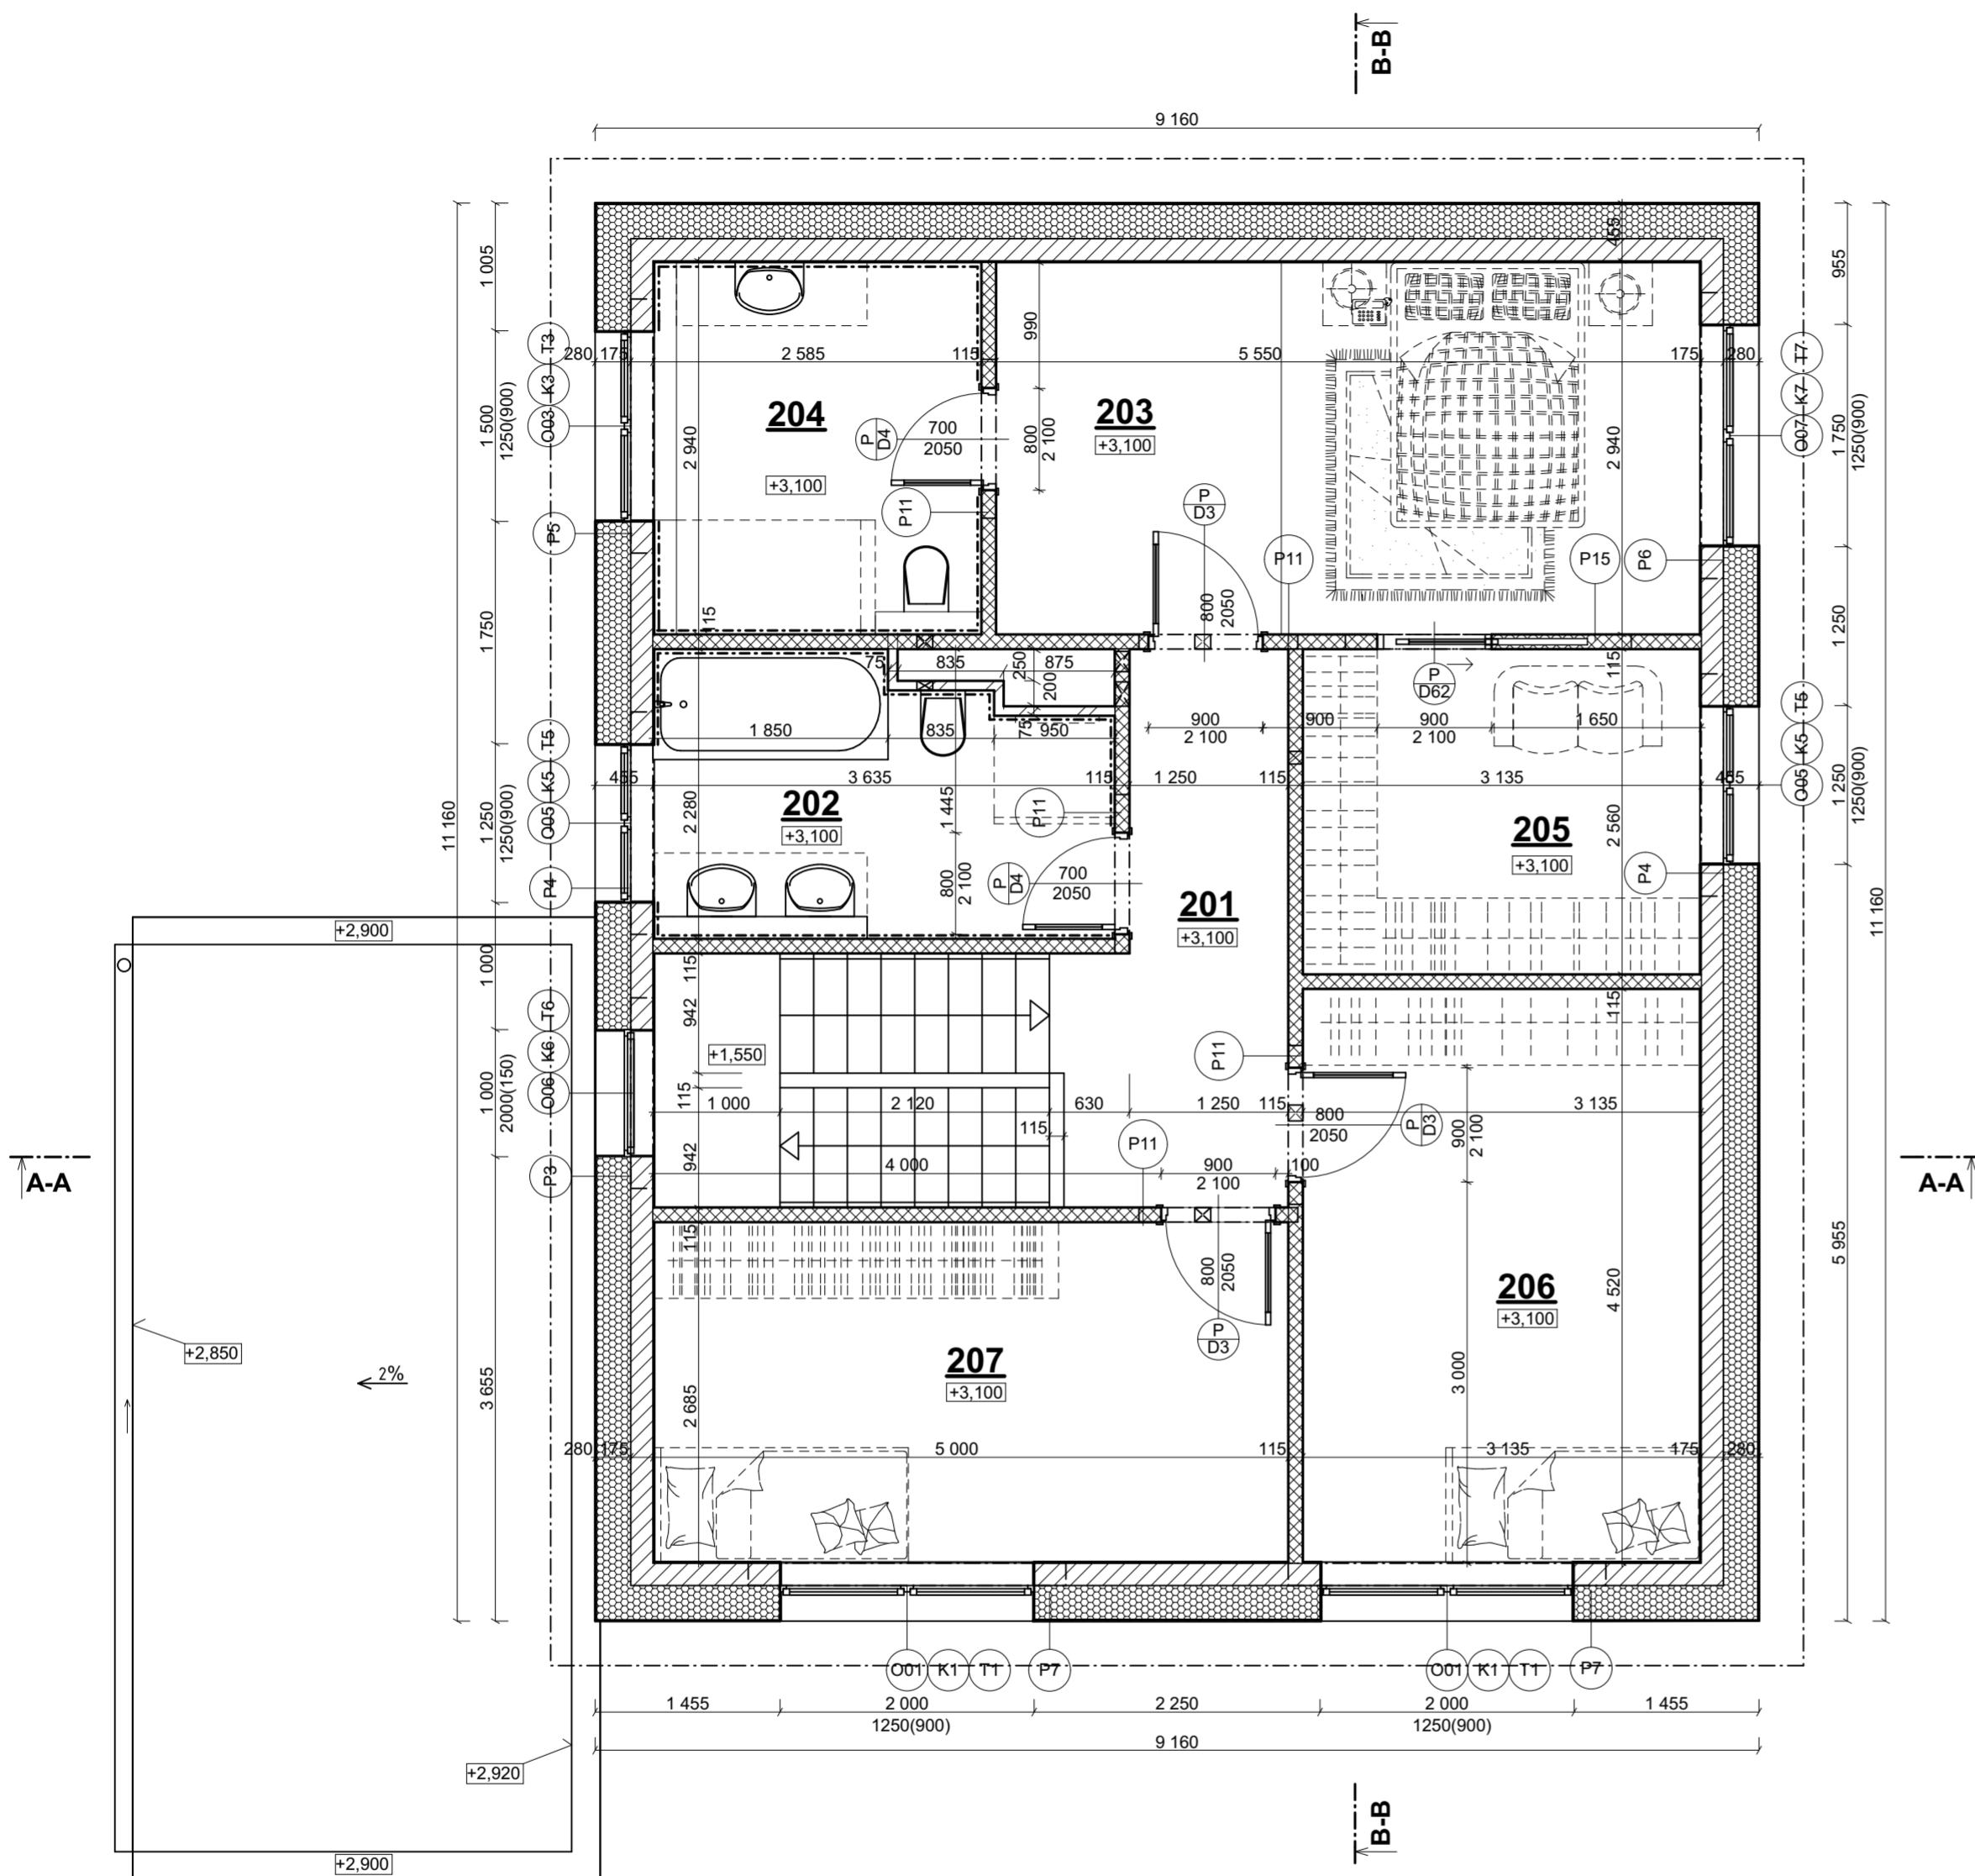 B-B
9 160
455
1 005
955
990
T3
K3
O03
280
175
2 585
115
5 550
175
280
T7
K7
O07
1 500
1250(900)
1 750
1250(900)
204
+3,100
203
+3,100
P
D4
700
2050
800
2 100
2 940
2 940
P11
P5
P
D3
800
2050
P11
P15
P6
115
1 750
1 250
75
835
250
875
200
75
115
P
D62
1 850
835
950
900
2 100
900
900
2 100
1 650
T5
K5
O05
T5
K5
O05
455
3 635
115
1 250
115
3 135
455
11 160
1 250
1250(900)
1 250
1250(900)
2 280
202
+3,100
1 445
P11
205
+3,100
2 560
P4
P4
P
D4
700
2050
800
2 100
201
+3,100
11 160
+2,900
1 000
115
942
115
T6
K6
O06
+1,550
P11
1 000
2000(150)
115
1 000
2 120
630
1 250
115
800
2050
P
D3
3 135
115
P11
900
2 100
942
4 000
900
2 100
100
P3
A-A
A-A
115
800
2050
P
D3
206
+3,100
4 520
5 955
+2,850
2%
207
+3,100
3 655
2 685
3 000
280
175
5 000
115
3 135
175
280
O01
K1
T1
P7
O01
K1
T1
P7
1 455
2 000
1250(900)
2 250
2 000
1250(900)
1 455
9 160
+2,920
+2,900
B-B